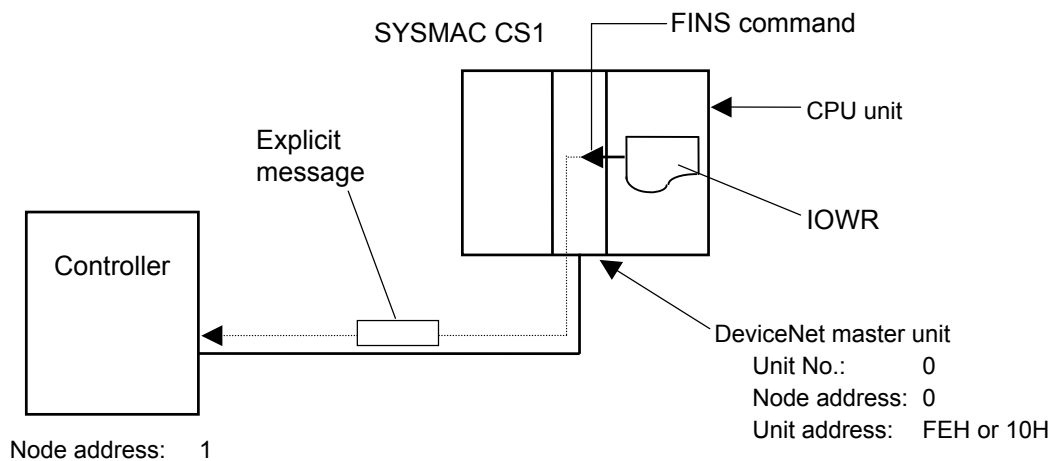 SYSMAC CS1
FINS command
CPU unit
Explicit
message
IOWR
Controller
DeviceNet master unit
Unit No.: 0
Node address: 0
Unit address: FEH or 10H
Node address: 1